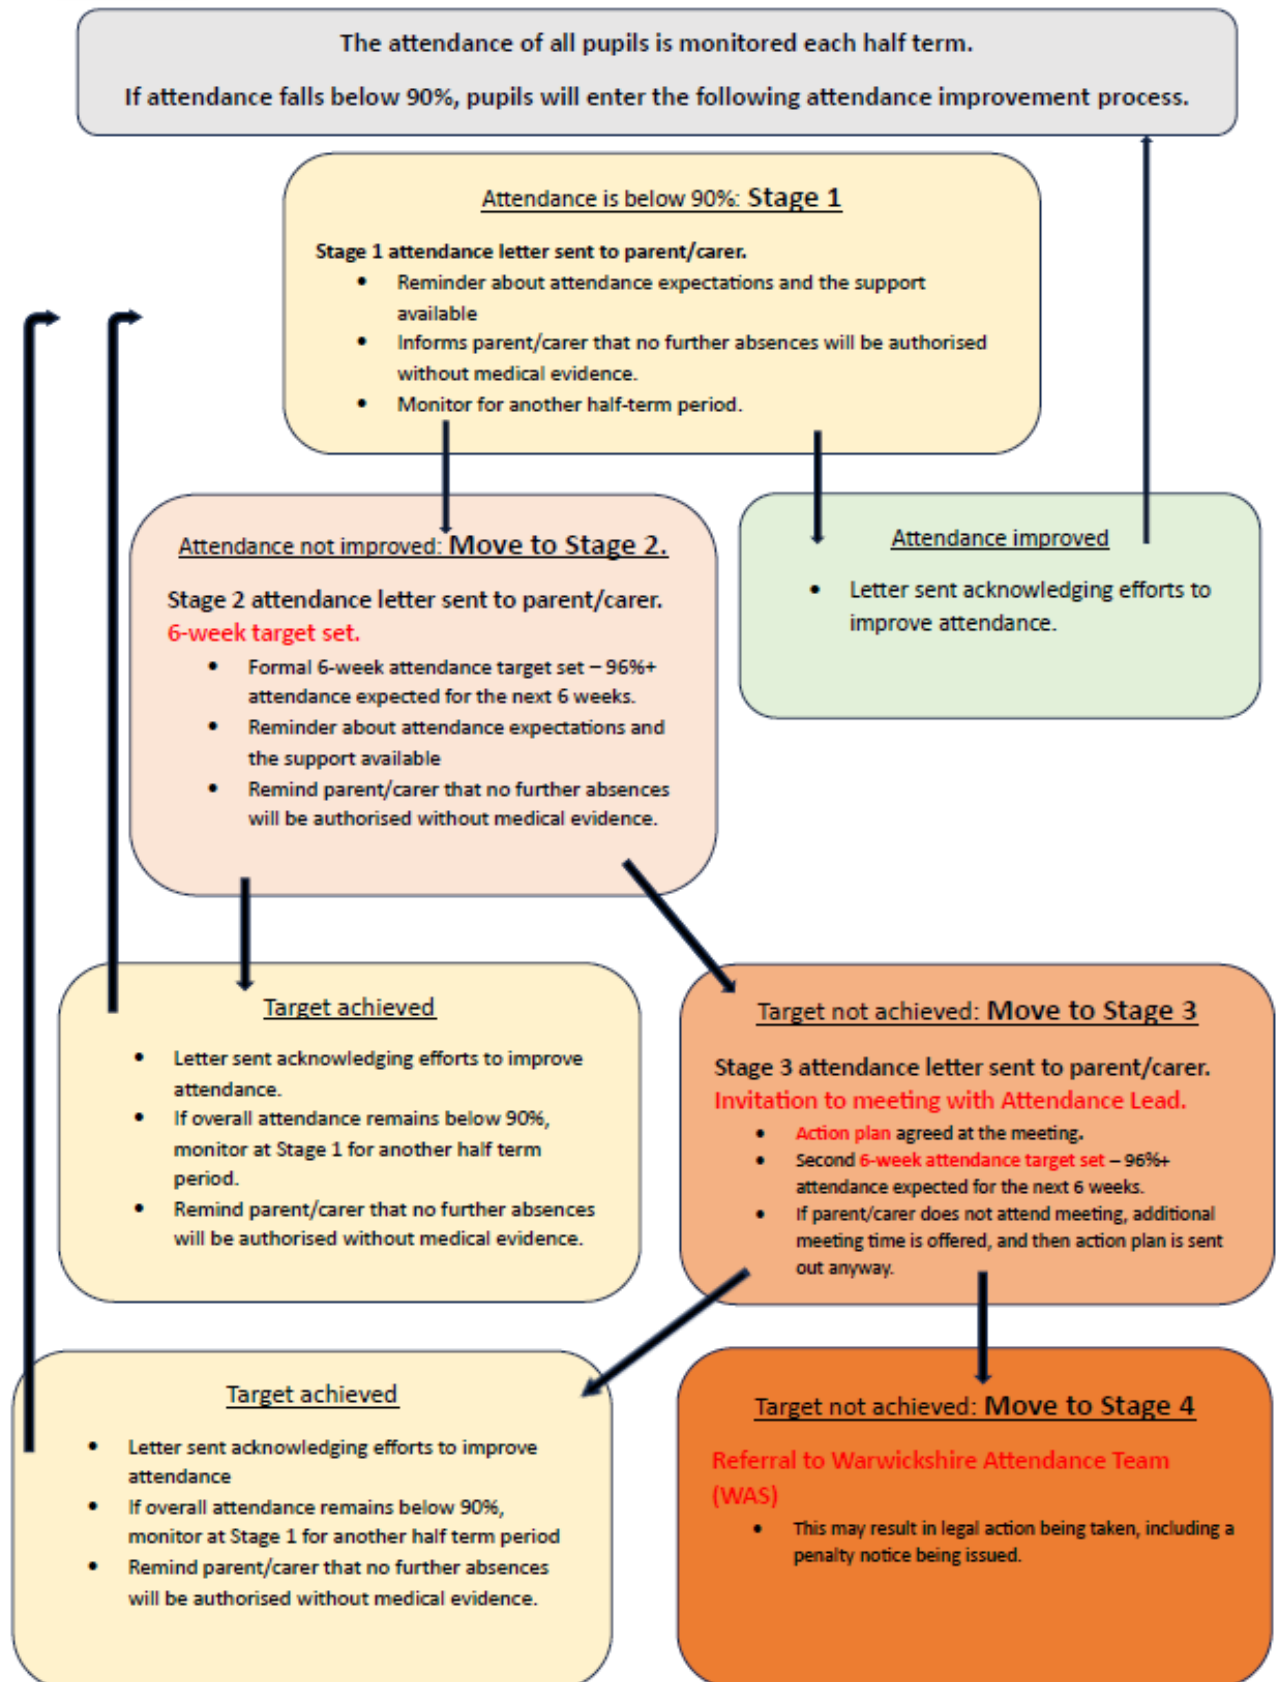 The attendance of all pupils is monitored each half term.
If attendance falls below 90%, pupils will enter the following attendance improvement process.
Attendance is below 90%: Stage 1
Stage 1 attendance letter sent to parent/carer.
• Reminder about attendance expectations and the support
available
• Informs parent/carer that no further absences will be authorised
without medical evidence.
• Monitor for another half-term period.
Attendance not improved: Move to Stage 2.
Stage 2 attendance letter sent to parent/carer.
6-week target set.
• Formal 6-week attendance target set – 96%+
attendance expected for the next 6 weeks.
• Reminder about attendance expectations and
the support available
• Remind parent/carer that no further absences
will be authorised without medical evidence.
Attendance improved
• Letter sent acknowledging efforts to
improve attendance.
Target achieved
• Letter sent acknowledging efforts to improve
attendance.
• If overall attendance remains below 90%,
monitor at Stage 1 for another half term
period.
• Remind parent/carer that no further absences
will be authorised without medical evidence.
Target not achieved: Move to Stage 3
Stage 3 attendance letter sent to parent/carer.
Invitation to meeting with Attendance Lead.
• Action plan agreed at the meeting.
• Second 6-week attendance target set – 96%+
attendance expected for the next 6 weeks.
• If parent/carer does not attend meeting, additional
meeting time is offered, and then action plan is sent
out anyway.
Target achieved
• Letter sent acknowledging efforts to improve
attendance
• If overall attendance remains below 90%,
monitor at Stage 1 for another half term period
• Remind parent/carer that no further absences
will be authorised without medical evidence.
Target not achieved: Move to Stage 4
Referral to Warwickshire Attendance Team
(WAS)
• This may result in legal action being taken, including a
penalty notice being issued.